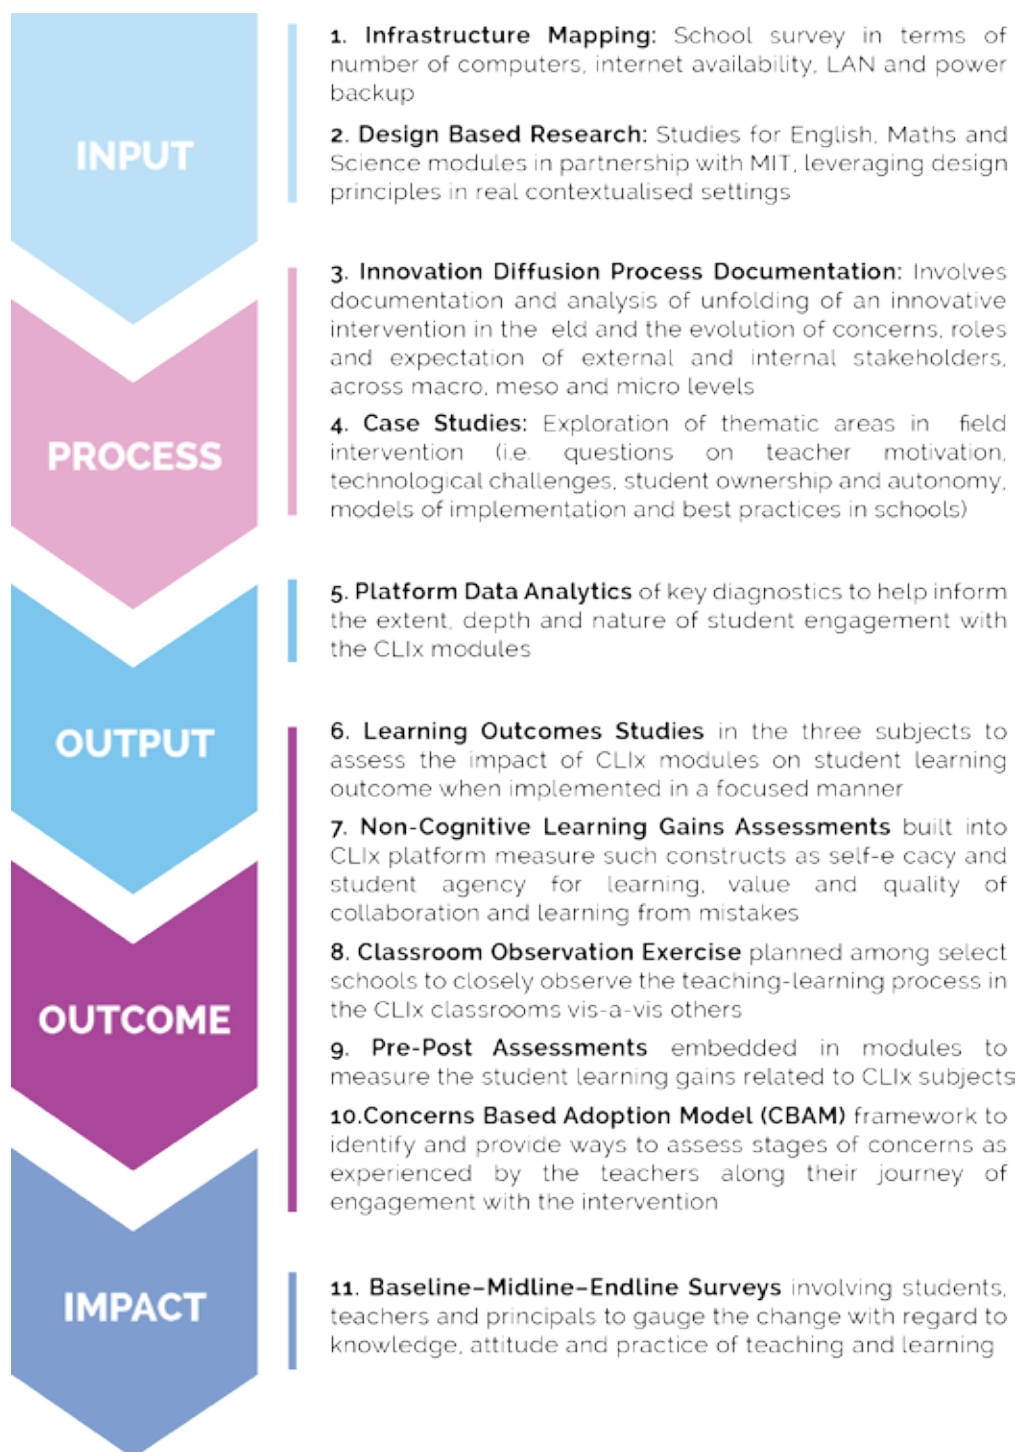 INPUT
1. Infrastructure Mapping: School survey in terms of
number of computers, internet availability, LAN and power
backup
2. Design Based Research: Studies for English, Maths and
Science modules in partnership with MIT, leveraging design
principles in real contextualised settings
PROCESS
3. Innovation Diffusion Process Documentation: Involves
documentation and analysis of unfolding of an innovative
intervention in the eld and the evolution of concerns, roles
and expectation of external and internal stakeholders,
across macro, meso and micro levels
4. Case Studies: Exploration of thematic areas in field
intervention (i.e. questions on teacher motivation,
technological challenges, student ownership and autonomy,
models of implementation and best practices in schools)
OUTPUT
5. Platform Data Analytics of key diagnostics to help inform
the extent, depth and nature of student engagement with
the CLIx modules
OUTCOME
6. Learning Outcomes Studies in the three subjects to
assess the impact of CLIx modules on student learning
outcome when implemented in a focused manner
7. Non-Cognitive Learning Gains Assessments built into
CLIx platform measure such constructs as self-e cacy and
student agency for learning, value and quality of
collaboration and learning from mistakes
8. Classroom Observation Exercise planned among select
schools to closely observe the teaching-learning process in
the CLIx classrooms vis-a-vis others
9. Pre-Post Assessments embedded in modules to
measure the student learning gains related to CLIx subjects
10.Concerns Based Adoption Model (CBAM) framework to
identify and provide ways to assess stages of concerns as
experienced by the teachers along their journey of
engagement with the intervention
IMPACT
11. Baseline–Midline–Endline Surveys involving students,
teachers and principals to gauge the change with regard to
knowledge, attitude and practice of teaching and learning